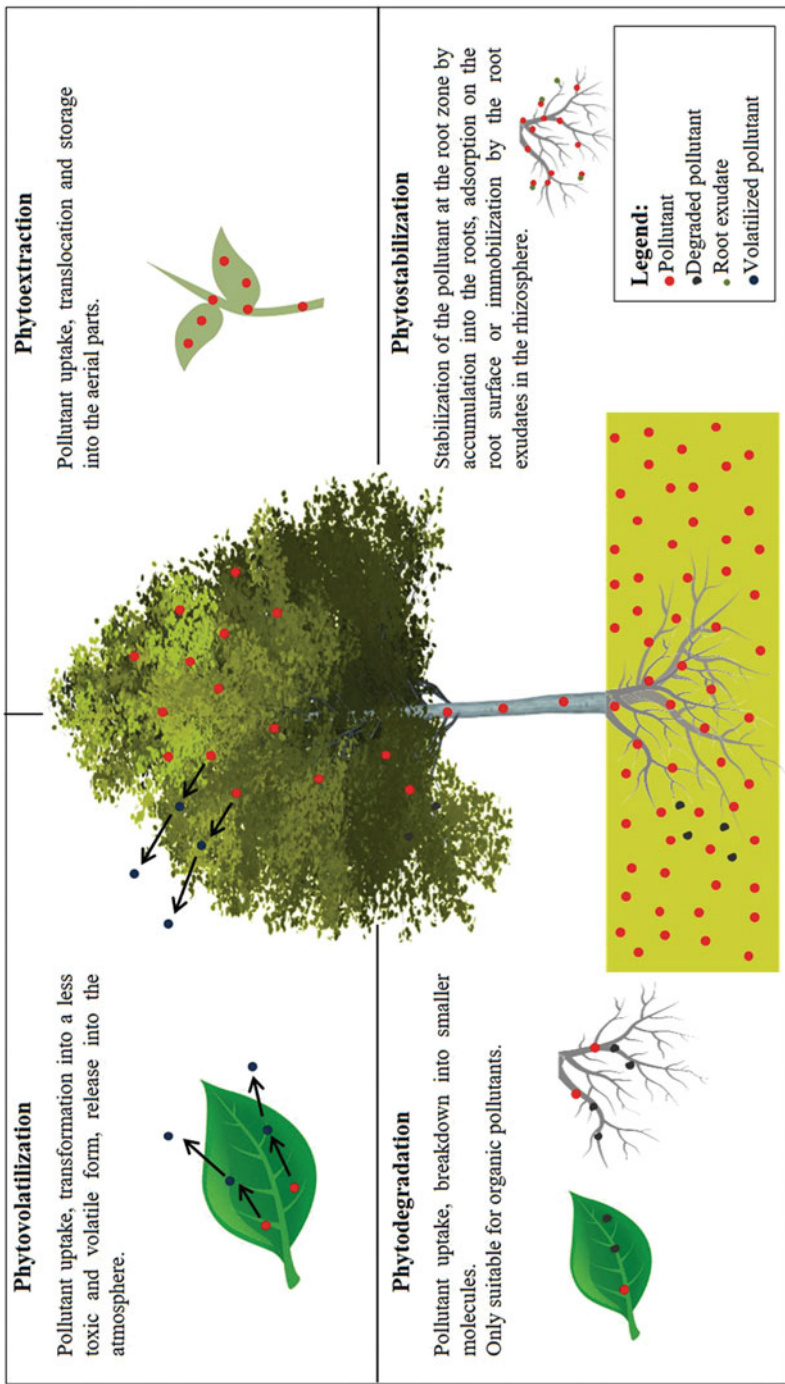 Phytovolatilization
Pollutant uptake, transformation into a less
toxic and volatile form, release into the
atmosphere.
Phytoextraction
Pollutant uptake, translocation and storage
into the aerial parts.
Phytodegradation
Pollutant uptake, breakdown into smaller
molecules.
Only suitable for organic pollutants.
Phytostabilization
Stabilization of the pollutant at the root zone by
accumulation into the roots, adsorption on the
root surface or immobilization by the root
exudates in the rhizosphere.
Legend:
Pollutant
Degraded pollutant
Root exudate
Volatilized pollutant